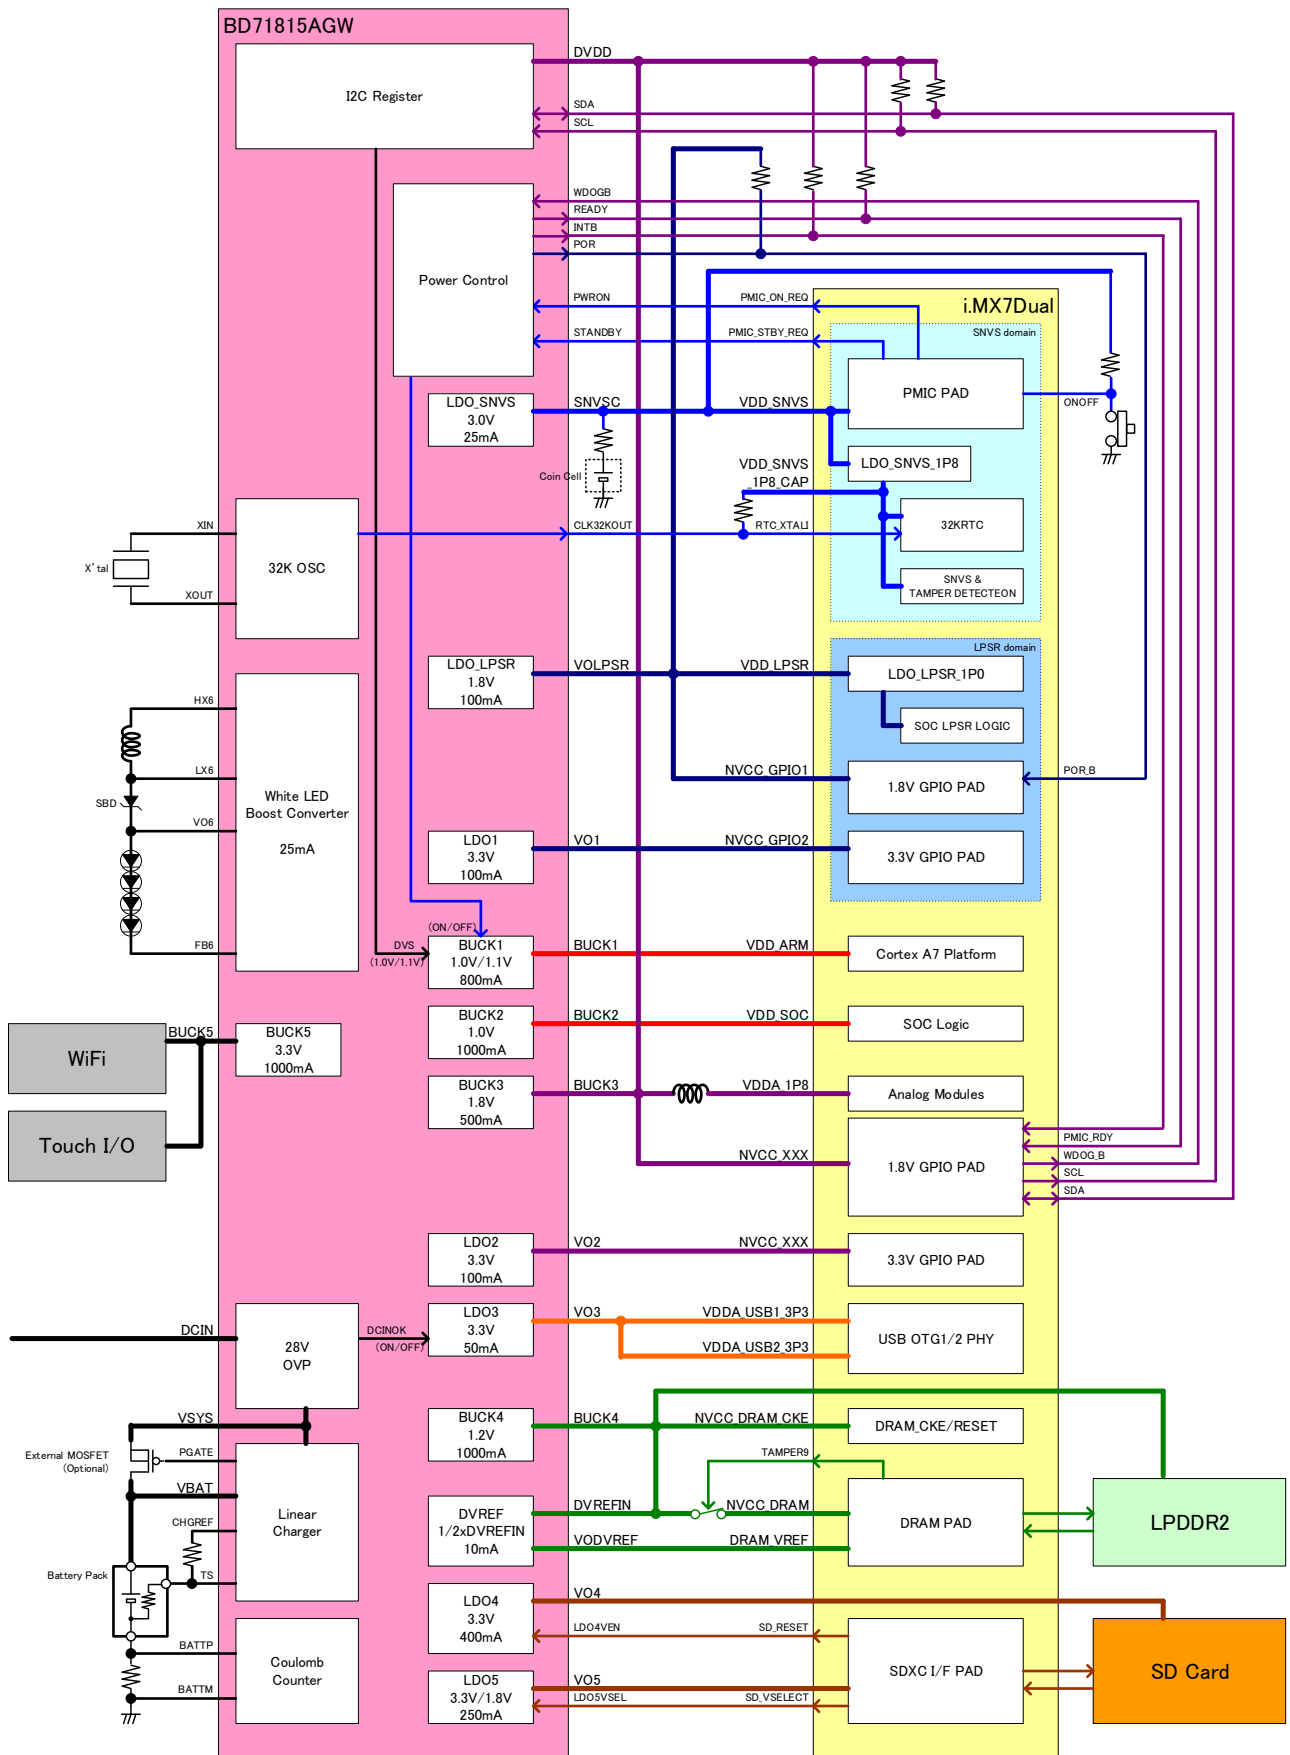 BD71815AGW
I2C Register
DVDD
SDA
SCL
WDOGB
READY
INTB
POR
Power Control
PWRON
PMIC_ON_REQ
STANDBY
PMIC_STBY_REQ
i.MX7Dual
SNVS domain
PMIC PAD
ONOFF
LDO_SNVS
3.0V
25mA
SNVSC
VDD_SNVS
LDO_SNVS_1P8
VDD_SNVS
_1P8_CAP
Coin Cell
32KRTC
XIN
X'tal
XOUT
32K OSC
CLK32KOUT
RTC_XTALI
SNVS &
TAMPER DETECTEON
LPSR domain
LDO_LPSR
1.8V
100mA
VOLPSR
VDD_LPSR
LDO_LPSR_1P0
SOC LPSR LOGIC
HX6
LX6
SBD
VO6
FB6
White LED
Boost Converter
25mA
NVCC_GPIO1
1.8V GPIO PAD
POR_B
LDO1
3.3V
100mA
VO1
NVCC_GPIO2
3.3V GPIO PAD
(ON/OFF)
DVS
(1.0V/1.1V)
BUCK1
1.0V/1.1V
800mA
BUCK1
VDD_ARM
Cortex A7 Platform
WiFi
BUCK5
BUCK5
3.3V
1000mA
BUCK2
1.0V
1000mA
BUCK2
VDD_SOC
SOC Logic
Touch I/O
BUCK3
1.8V
500mA
BUCK3
VDDA_1P8
Analog Modules
NVCC_XXX
1.8V GPIO PAD
PMIC_RDY
WDOG_B
SCL
SDA
LDO2
3.3V
100mA
VO2
NVCC_XXX
3.3V GPIO PAD
DCIN
28V
OVP
DCINOK
(ON/OFF)
LDO3
3.3V
50mA
VO3
VDDA_USB1_3P3
VDDA_USB2_3P3
USB OTG1/2 PHY
VSYS
External MOSFET
(Optional)
PGATE
VBAT
CHGREF
Battery Pack
TS
Linear
Charger
BUCK4
1.2V
1000mA
BUCK4
NVCC_DRAM_CKE
DRAM_CKE/RESET
TAMPER9
DVREF
1/2xDVREFIN
10mA
DVREFIN
NVCC_DRAM
VODVREF
DRAM_VREF
DRAM PAD
LPDDR2
BATTP
BATTM
Coulomb
Counter
LDO4
3.3V
400mA
VO4
LDO4VEN
SD_RESET
SDXC I/F PAD
SD Card
LDO5
3.3V/1.8V
250mA
VO5
LDO5VSEL
SD_VSELECT